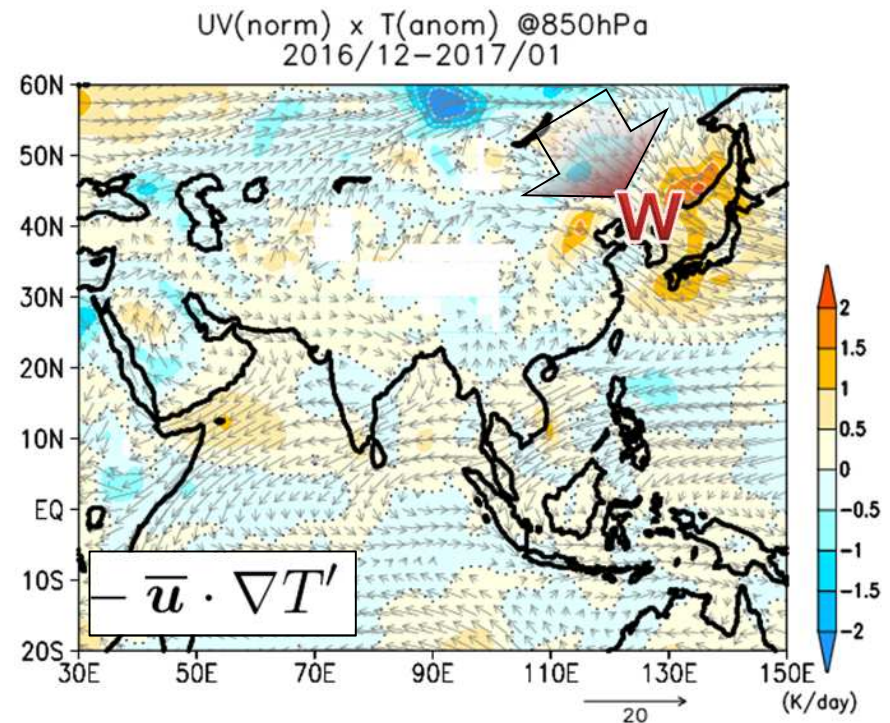 UV(norm) x T(anom) @850hPa
2016/12-2017/01
60N
50N
40N
30N
20N
10N
EQ
10S
20S
W
− u̅ · ∇T′
30E 50E 70E 90E 110E 130E 150E
2
1.5
1
0.5
0
−0.5
−1
−1.5
−2
(K/day)
20